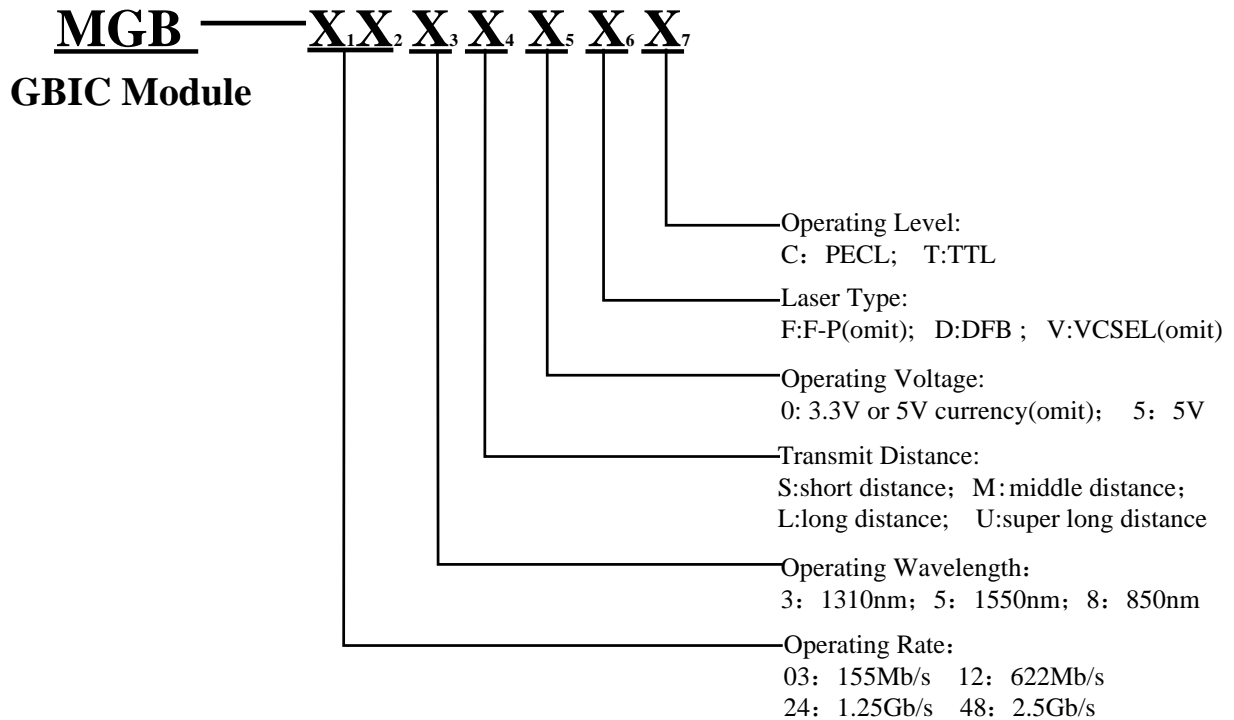 MGB —— X1X2 X3 X4 X5 X6 X7
GBIC Module
Operating Level:
C： PECL; T:TTL
Laser Type:
F:F-P(omit); D:DFB ; V:VCSEL(omit)
Operating Voltage:
0: 3.3V or 5V currency(omit)； 5：5V
Transmit Distance:
S:short distance；M：middle distance；
L:long distance; U:super long distance
Operating Wavelength：
3：1310nm；5：1550nm；8：850nm
Operating Rate：
03：155Mb/s 12：622Mb/s
24：1.25Gb/s 48：2.5Gb/s